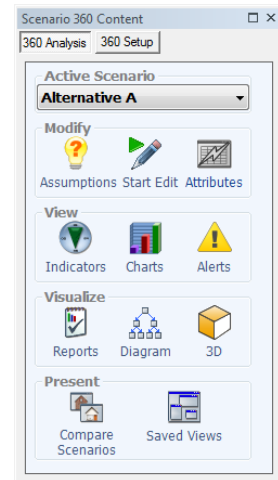 Scenario 360 Content
360 Analysis 360 Setup
Active Scenario
Alternative A
Modify
Assumptions Start Edit Attributes
View
Indicators Charts Alerts
Visualize
Reports Diagram 3D
Present
Compare Scenarios Saved Views